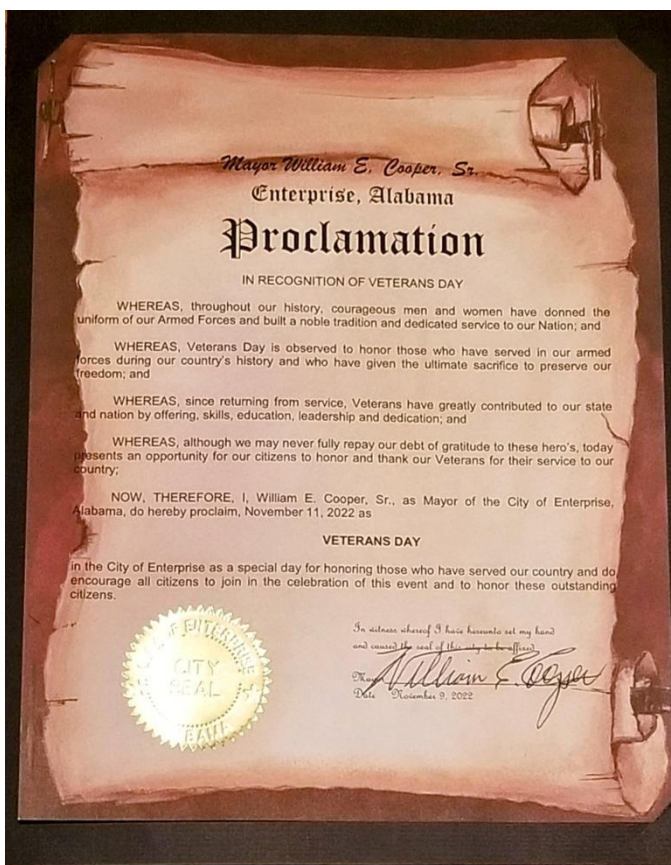 Mayor William E. Cooper, Sr.
Enterprise, Alabama
Proclamation
IN RECOGNITION OF VETERANS DAY
WHEREAS, throughout our history, courageous men and women have donned the
uniform of our Armed Forces and built a noble tradition and dedicated service to our Nation; and
WHEREAS, Veterans Day is observed to honor those who have served in our armed
forces during our country's history and who have given the ultimate sacrifice to preserve our
freedom; and
WHEREAS, since returning from service, Veterans have greatly contributed to our state
and nation by offering, skills, education, leadership and dedication; and
WHEREAS, although we may never fully repay our debt of gratitude to these hero's, today
presents an opportunity for our citizens to honor and thank our Veterans for their service to our
country;
NOW, THEREFORE, I, William E. Cooper, Sr., as Mayor of the City of Enterprise,
Alabama, do hereby proclaim, November 11, 2022 as
VETERANS DAY
in the City of Enterprise as a special day for honoring those who have served our country and do
encourage all citizens to join in the celebration of this event and to honor these outstanding
citizens.
In witness whereof I have hereunto set my hand
and caused the seal of this city to be affixed
Mayor William E. Cooper
Date November 9, 2022
OF ENTERPRISE
CITY
SEAL